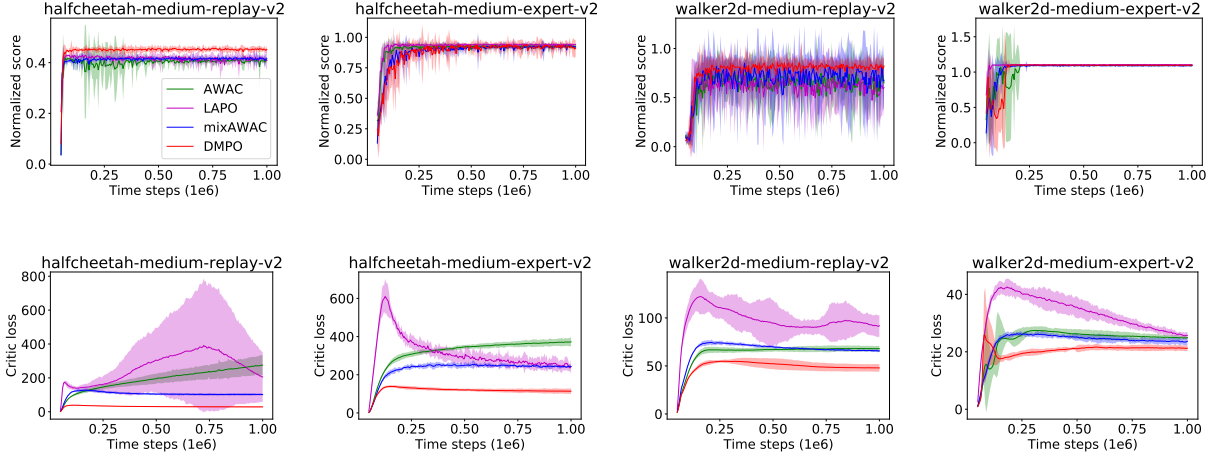 halfcheetah-medium-replay-v2
Normalized score
0.4
0.2
0.0
AWAC
LAPO
mixAWAC
DMPO
0.25 0.50 0.75 1.00
Time steps (1e6)
halfcheetah-medium-expert-v2
Normalized score
1.00
0.75
0.50
0.25
0.00
0.25 0.50 0.75 1.00
Time steps (1e6)
walker2d-medium-replay-v2
Normalized score
1.0
0.5
0.0
0.25 0.50 0.75 1.00
Time steps (1e6)
walker2d-medium-expert-v2
Normalized score
1.5
1.0
0.5
0.0
0.25 0.50 0.75 1.00
Time steps (1e6)
halfcheetah-medium-replay-v2
Critic loss
800
600
400
200
0
0.25 0.50 0.75 1.00
Time steps (1e6)
halfcheetah-medium-expert-v2
Critic loss
600
400
200
0
0.25 0.50 0.75 1.00
Time steps (1e6)
walker2d-medium-replay-v2
Critic loss
100
50
0
0.25 0.50 0.75 1.00
Time steps (1e6)
walker2d-medium-expert-v2
Critic loss
40
20
0
0.25 0.50 0.75 1.00
Time steps (1e6)